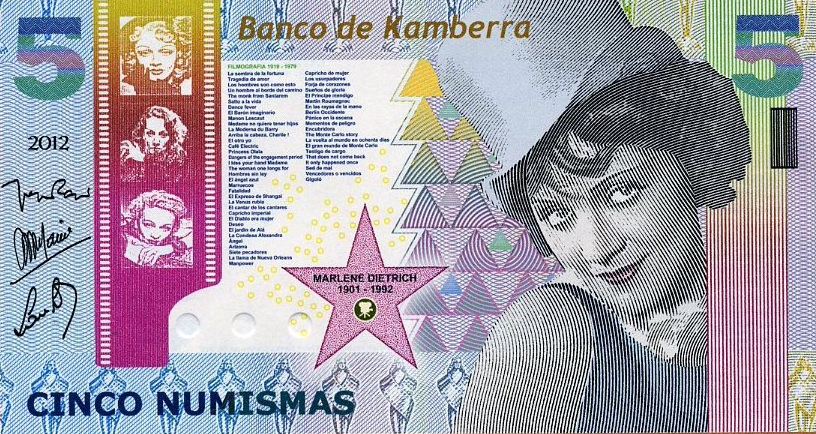 5
Banco de Kamberra
5
2012
FILMOGRAFIA 1919 - 1979
La sombra de la fortuna
Tragedia de amor
Los hombres son como esto
Un hombre al borde del camino
The monk from Santarem
Salto a la vida
Dance fever
El Barón imaginario
Manon Lescaut
Madame no quiere tener hijos
La Moderna du Barry
Arriba la cabeza, Charlie !
El otro yo
Café Electric
Princess Olala
Dangers of the engagement period
I kiss your hand Madame
The woman one longs for
Hombres sin ley
El ángel azul
Marruecos
Fatalidad
El Expreso de Shangai
La Venus rubia
El cantar de los cantares
Capricho imperial
El Diablo era mujer
Deseo
El jardín de Alá
La Condesa Alexandra
Angel
Arizona
Siete pecadores
La llama de Nueva Orleans
Manpower
Capricho de mujer
Los usurpadores
Forja de corazones
Sueños de gloria
El Príncipe mendigo
Martin Roumagnac
En las rayas de la mano
Berlín Occidente
Pánico en la escena
Momentos de peligro
Encubridora
The Monte Carlo story
La vuelta al mundo en ochenta días
El gran mundo de Monte Carlo
Testigo de cargo
That does not come back
It only happened once
Sed de mal
Vencedores o vencidos
Gigoló
MARLENE DIETRICH
1901 - 1992
CINCO NUMISMAS